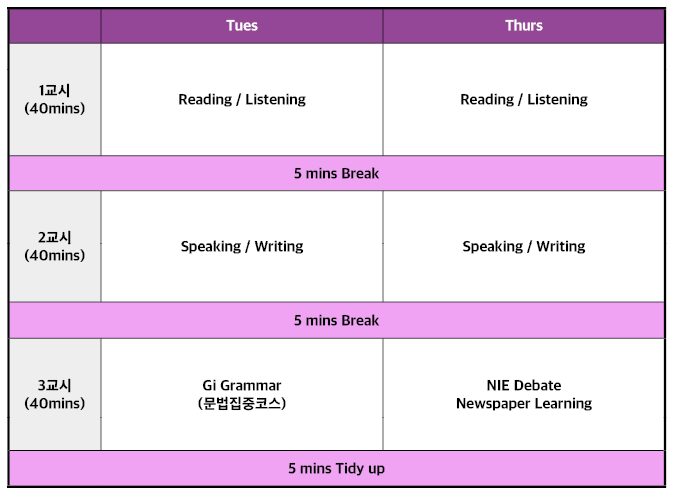 Tues
Thurs
1교시
(40mins)
Reading / Listening
Reading / Listening
5 mins Break
2교시
(40mins)
Speaking / Writing
Speaking / Writing
5 mins Break
3교시
(40mins)
Gi Grammar
(문법집중코스)
NIE Debate
Newspaper Learning
5 mins Tidy up